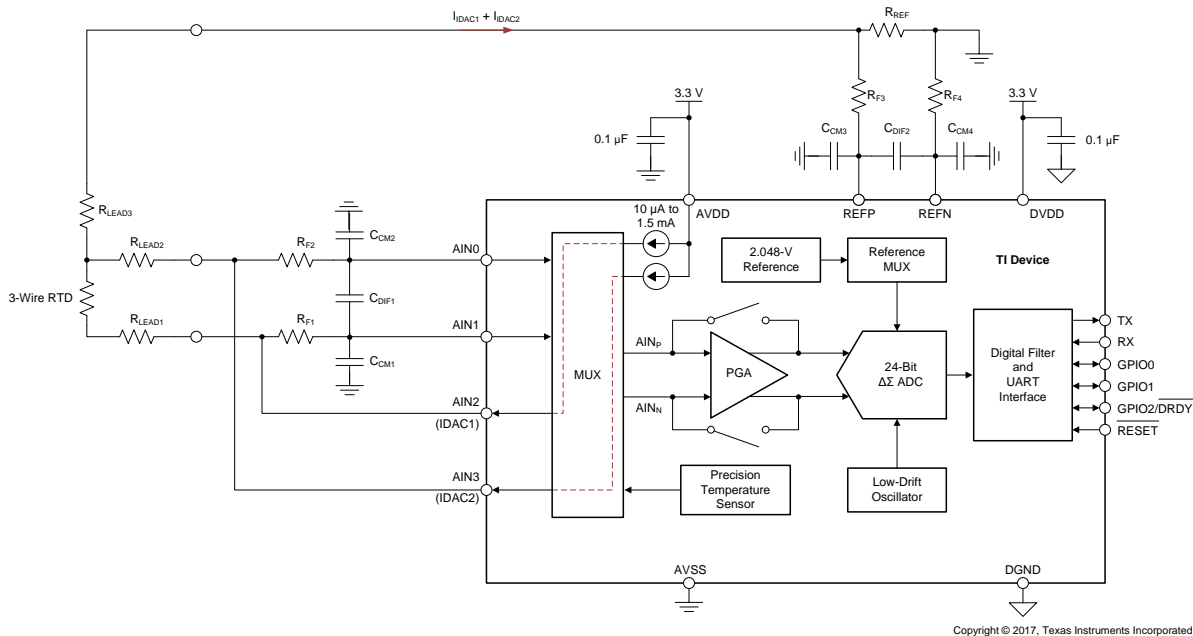 I_IDAC1 + I_IDAC2
R_REF
R_F3
R_F4
3.3 V
3.3 V
0.1 µF
C_CM3
C_DIF2
C_CM4
0.1 µF
R_LEAD3
10 µA to
1.5 mA
AVDD
REFP
REFN
DVDD
C_CM2
R_LEAD2
R_F2
AIN0
2.048-V
Reference
Reference
MUX
TI Device
3-Wire RTD
C_DIF1
R_LEAD1
R_F1
AIN1
C_CM1
MUX
AIN_P
PGA
AIN_N
24-Bit
ΔΣ ADC
Digital Filter
and
UART
Interface
TX
RX
GPIO0
GPIO1
GPIO2/DRDY
RESET
AIN2
(IDAC1)
AIN3
(IDAC2)
Precision
Temperature
Sensor
Low-Drift
Oscillator
AVSS
DGND
Copyright © 2017, Texas Instruments Incorporated